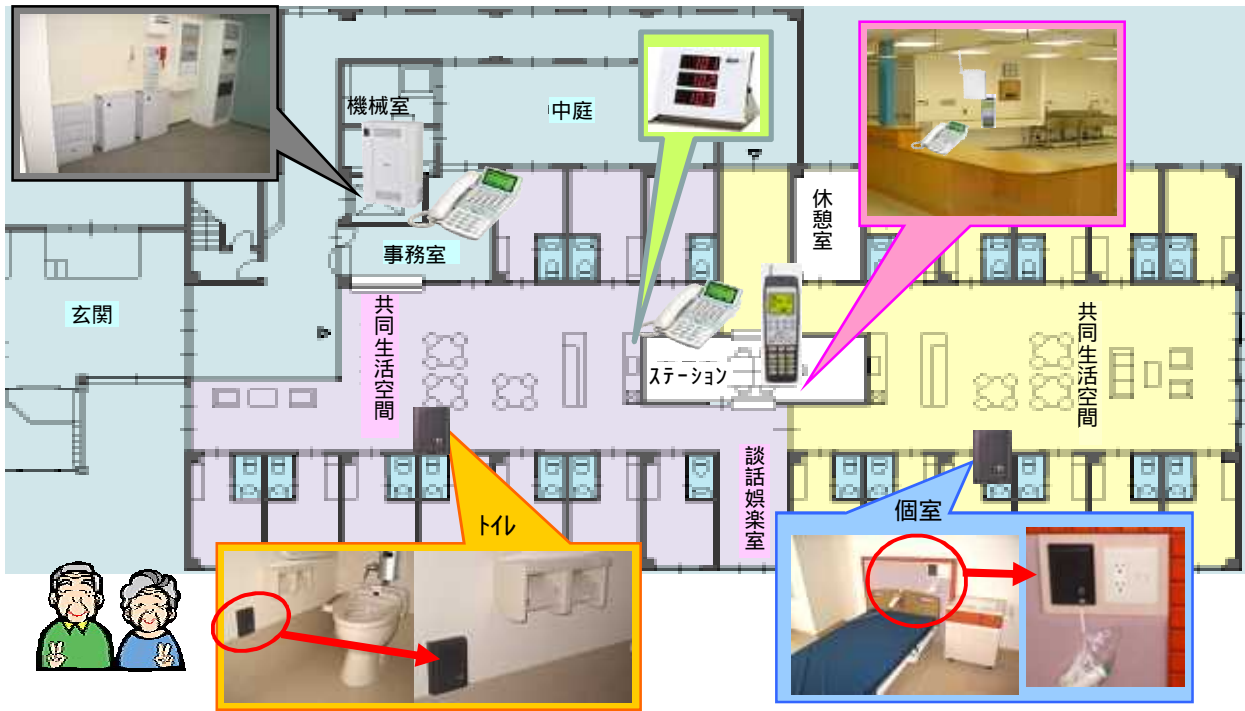 機械室
中庭
休憩室
事務室
玄関
共同生活空間
ステーション
共同生活空間
談話娯楽室
トイレ
個室